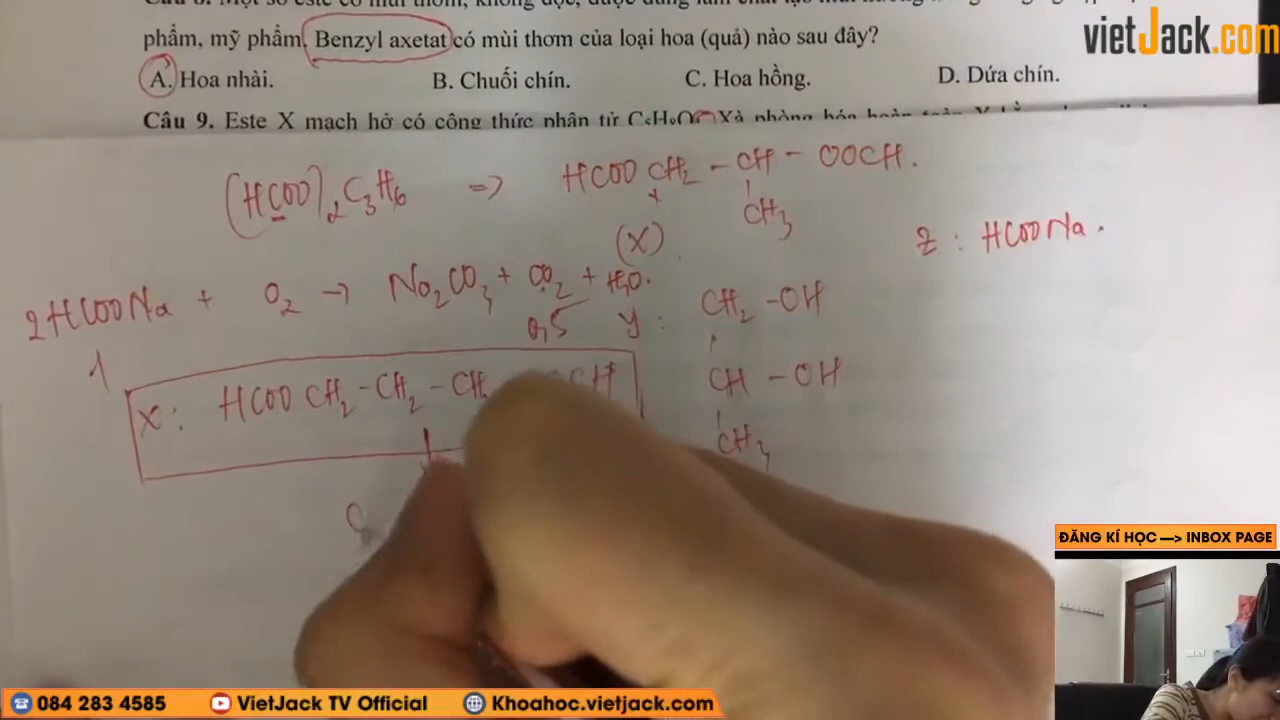 vietJack.com
phẩm, mỹ phẩm. Benzyl axetat có mùi thơm của loại hoa (quả) nào sau đây?
A. Hoa nhài. B. Chuối chín. C. Hoa hồng. D. Dứa chín.
Câu 9. Este X mạch hở có công thức phân tử
(HCOO)₂C₃H₆ => HCOO CH₂ - CH - OOCH.
CH₃
(X)
Z : HCOONa.
2HCOONa + O₂ → Na₂CO₃ + CO₂ + H₂O.
1 0,5
Y : CH₂ - OH
CH - OH
CH₃
X : HCOO CH₂ - CH₂ -
ĐĂNG KÍ HỌC —> INBOX PAGE
084 283 4585 VietJack TV Official Khoahoc.vietjack.com